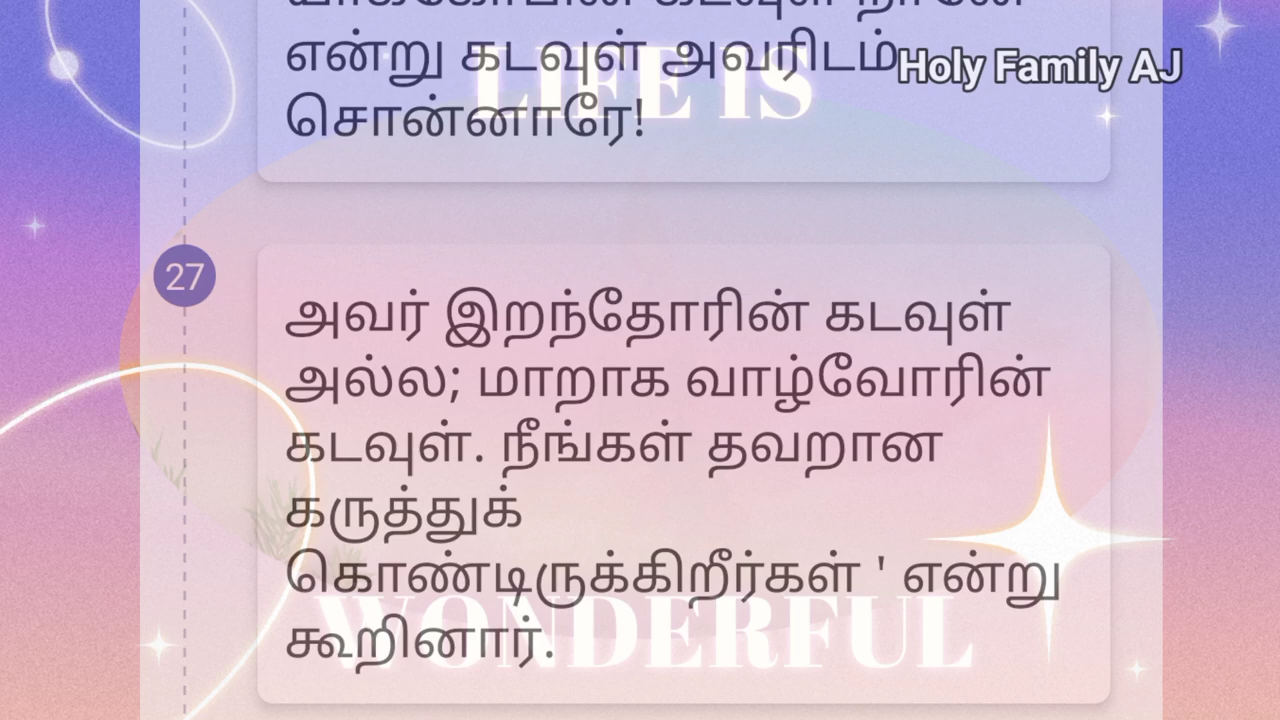 யாக்கோபின் கடவுள் நானே
என்று கடவுள் அவரிடம்
சொன்னாரே!
Holy Family AJ
LIFE IS
27
அவர் இறந்தோரின் கடவுள்
அல்ல; மாறாக வாழ்வோரின்
கடவுள். நீங்கள் தவறான
கருத்துக்
கொண்டிருக்கிறீர்கள் ' என்று
கூறினார்.
WONDERFUL